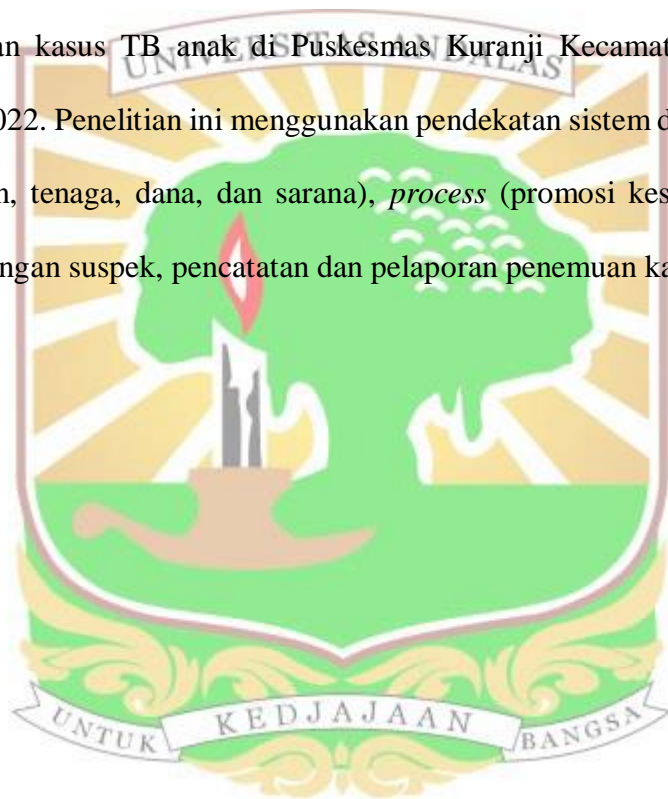 an kasus TB anak di Puskesmas Kuranji Kecamat
UNIVERSITAS ANDALAS
022. Penelitian ini menggunakan pendekatan sistem d
n, tenaga, dana, dan sarana), process (promosi kes
ngan suspek, pencatatan dan pelaporan penemuan ka
UNTUK KEDJAJAAN BANGSA